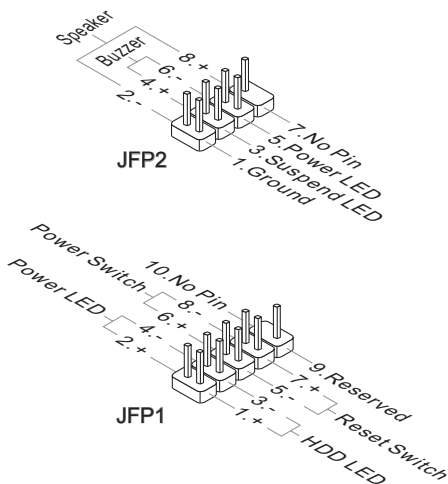 Speaker
Buzzer
8.+
6.-
4.+
2.-
7.No Pin
5.Power LED
3.Suspend LED
1.Ground
JFP2
Power Switch
Power LED
10.No Pin
8.-
6.+
4.-
2.+
9.Reserved
7.+
5.-
3.-
1.+
Reset Switch
HDD LED
JFP1